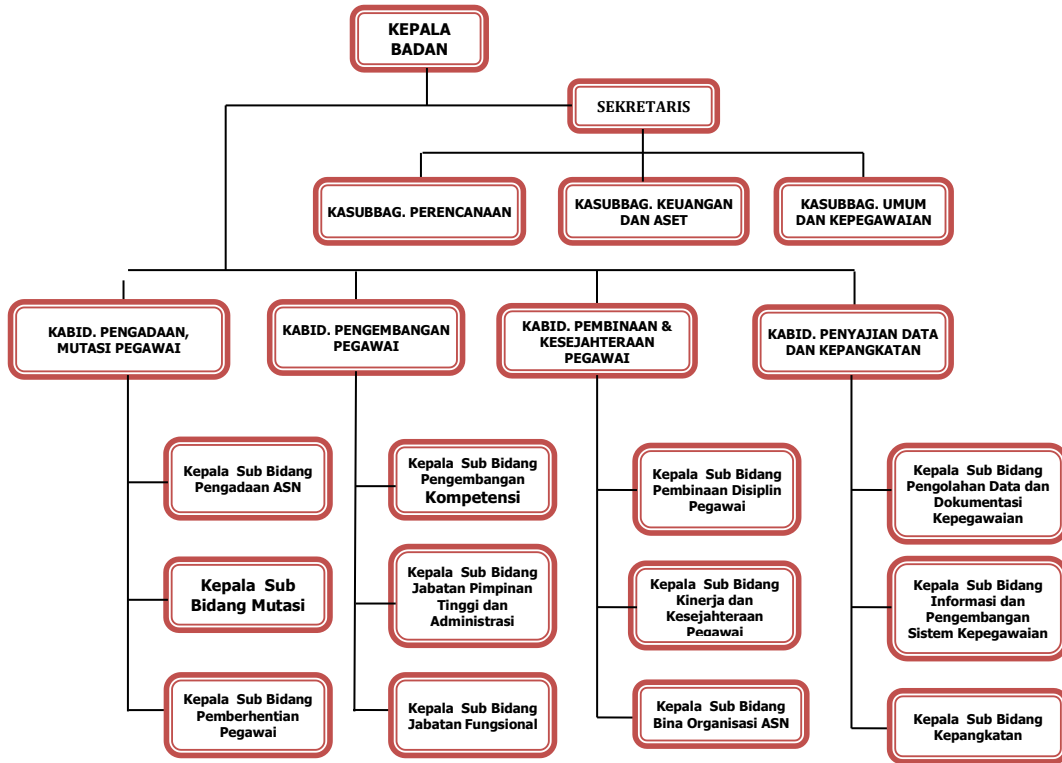 KEPALA
BADAN
SEKRETARIS
KASUBBAG. PERENCANAAN
KASUBBAG. KEUANGAN
DAN ASET
KASUBBAG. UMUM
DAN KEPEGAWAIAN
KABID. PENGADAAN,
MUTASI PEGAWAI
KABID. PENGEMBANGAN
PEGAWAI
KABID. PEMBINAAN &
KESEJAHTERAAN
PEGAWAI
KABID. PENYAJIAN DATA
DAN KEPANGKATAN
Kepala Sub Bidang
Pengadaan ASN
Kepala Sub Bidang
Pengembangan
Kompetensi
Kepala Sub Bidang
Pembinaan Disiplin
Pegawai
Kepala Sub Bidang
Pengolahan Data dan
Dokumentasi
Kepegawaian
Kepala Sub
Bidang Mutasi
Kepala Sub Bidang
Jabatan Pimpinan
Tinggi dan
Administrasi
Kepala Sub Bidang
Kinerja dan
Kesejahteraan
Pegawai
Kepala Sub Bidang
Informasi dan
Pengembangan
Sistem Kepegawaian
Kepala Sub Bidang
Pemberhentian
Pegawai
Kepala Sub Bidang
Jabatan Fungsional
Kepala Sub Bidang
Bina Organisasi ASN
Kepala Sub Bidang
Kepangkatan